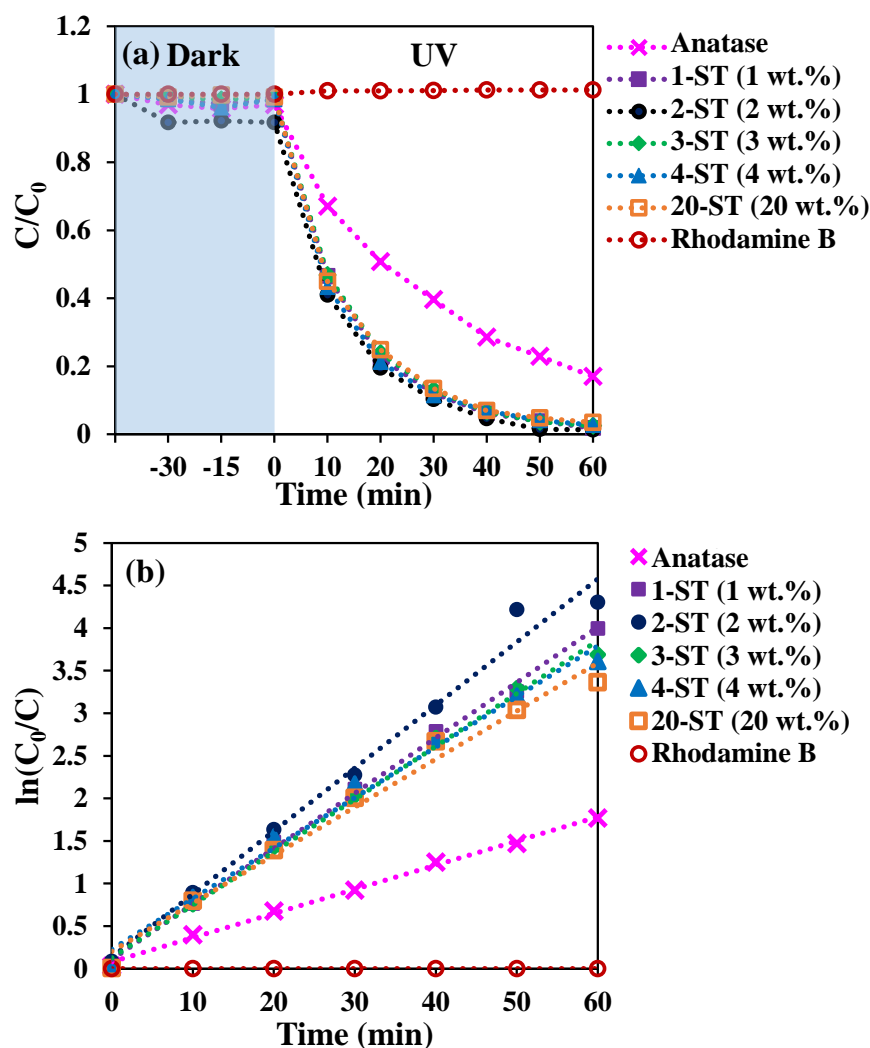 1.2
1
0.8
0.6
0.4
0.2
0
C/C0
(a) Dark UV
-30 -15 0 10 20 30 40 50 60
Time (min)
Anatase
1-ST (1 wt.%)
2-ST (2 wt.%)
3-ST (3 wt.%)
4-ST (4 wt.%)
20-ST (20 wt.%)
Rhodamine B
5
4.5
4
3.5
3
2.5
2
1.5
1
0.5
0
ln(C0/C)
(b)
0 10 20 30 40 50 60
Time (min)
Anatase
1-ST (1 wt.%)
2-ST (2 wt.%)
3-ST (3 wt.%)
4-ST (4 wt.%)
20-ST (20 wt.%)
Rhodamine B